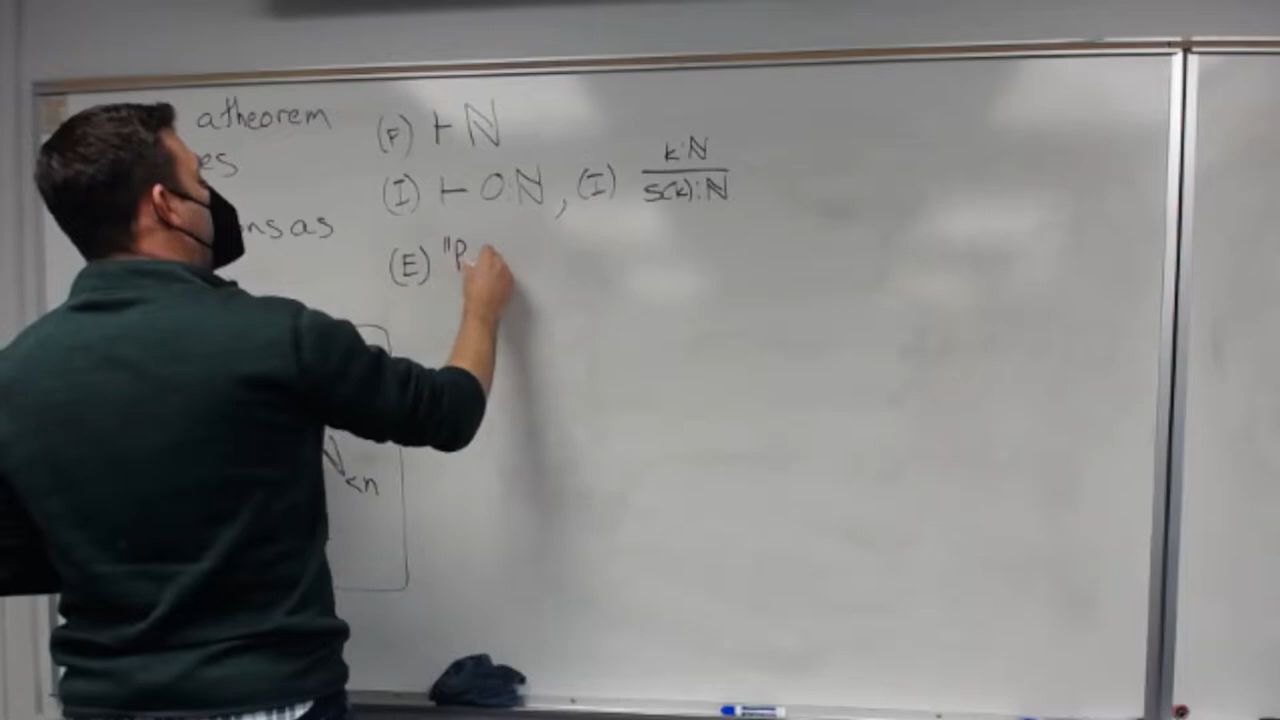 a theorem
es
nsas
(F) ⊢ ℕ
(I) ⊢ 0:ℕ, (I) k:ℕ
s(k):ℕ
(E) "P
ℕ<n